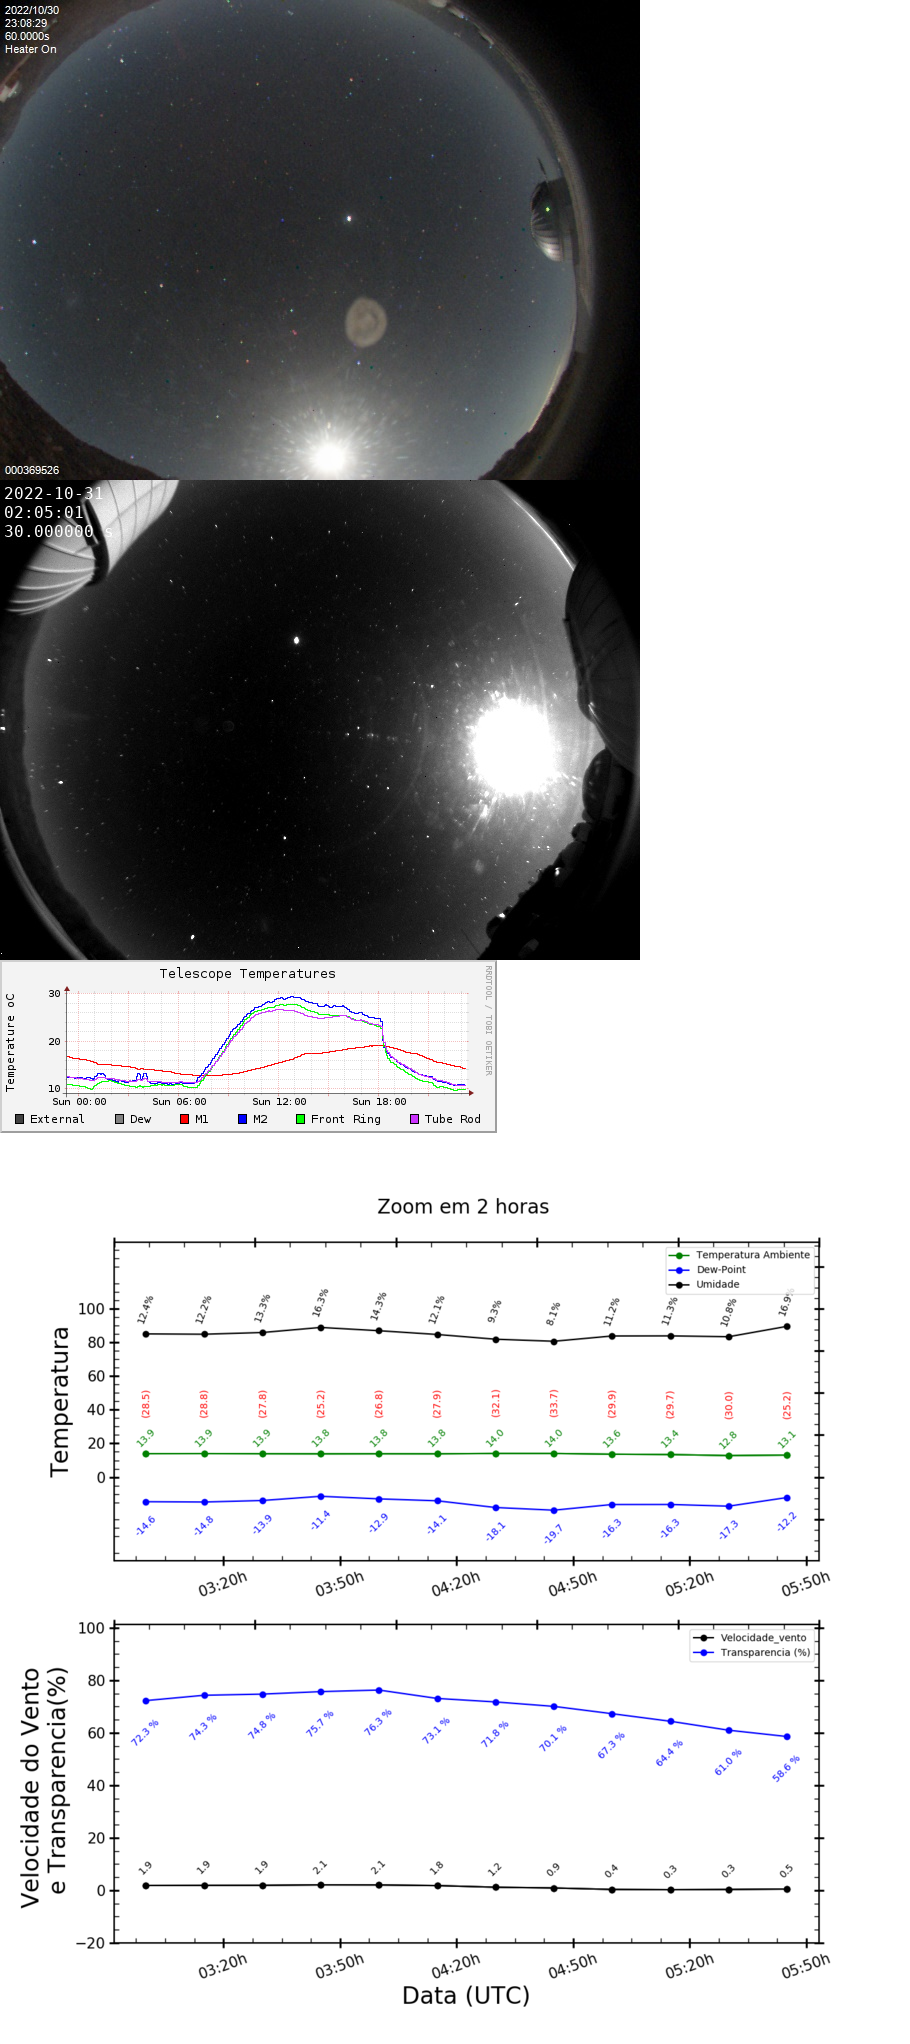 2022/10/30
23:08:29
60.0000s
Heater On
000369526
2022-10-31
02:05:01
30.000000 s
Telescope Temperatures
RRDTOOL / TOBI OETIKER
Temperature oC
30
20
10
Sun 00:00 Sun 06:00 Sun 12:00 Sun 18:00
External Dew M1 M2 Front Ring Tube Rod
Zoom em 2 horas
Temperatura Ambiente
Dew-Point
Umidade
Temperatura
100
80
60
40
20
0
12.4% 12.2% 13.3% 16.3% 14.3% 12.1% 9.3% 8.1% 11.2% 11.3% 10.8% 16.9%
(28.5) (28.8) (27.8) (25.2) (26.8) (27.9) (32.1) (33.7) (29.9) (29.7) (30.0) (25.2)
13.9 13.9 13.9 13.8 13.8 13.8 14.0 14.0 13.6 13.4 12.8 13.1
-14.6 -14.8 -13.9 -11.4 -12.9 -14.1 -18.1 -19.7 -16.3 -16.3 -17.3 -12.2
03:20h 03:50h 04:20h 04:50h 05:20h 05:50h
Velocidade_vento
Transparencia (%)
Velocidade do Vento
e Transparencia(%)
100
80
60
40
20
0
−20
72.3 % 74.3 % 74.8 % 75.7 % 76.3 % 73.1 % 71.8 % 70.1 % 67.3 % 64.4 % 61.0 % 58.6 %
1.9 1.9 1.9 2.1 2.1 1.8 1.2 0.9 0.4 0.3 0.3 0.5
03:20h 03:50h 04:20h 04:50h 05:20h 05:50h
Data (UTC)